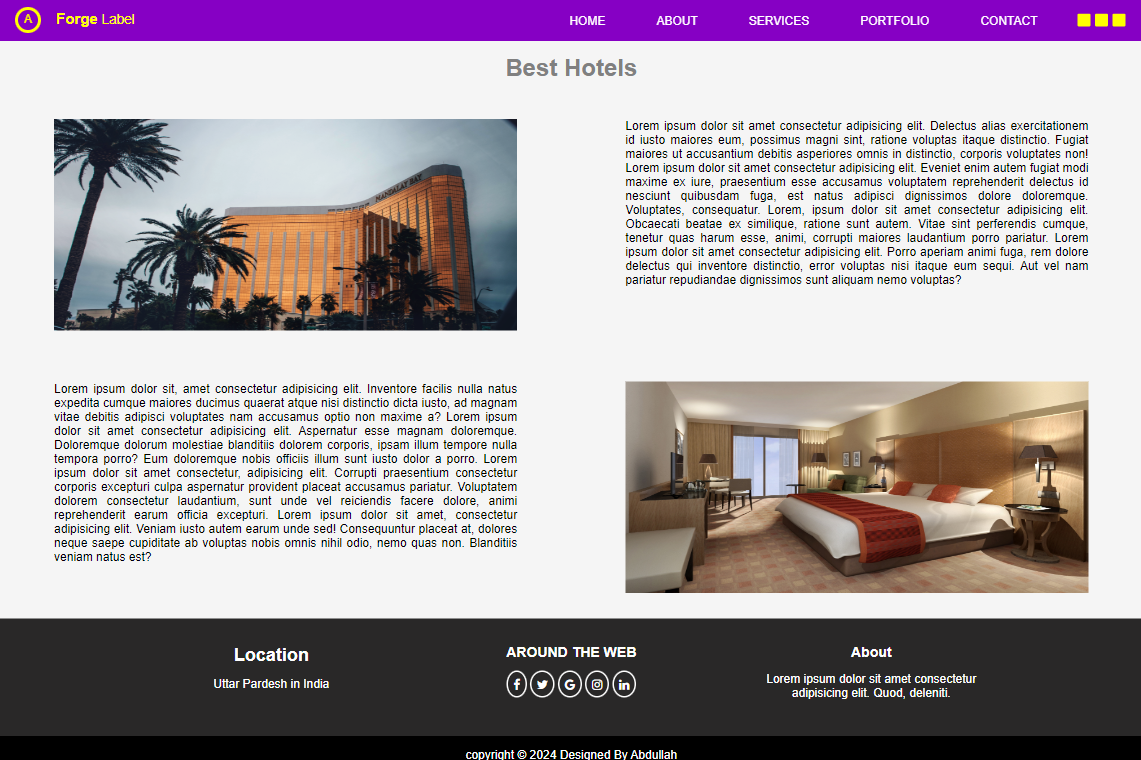 A Forge Label HOME ABOUT SERVICES PORTFOLIO CONTACT
Best Hotels
MANDALAY BAY
Lorem ipsum dolor sit amet consectetur adipisicing elit. Delectus alias exercitationem
id iusto maiores eum, possimus magni sint, ratione voluptas itaque distinctio. Fugiat
maiores ut accusantium debitis asperiores omnis in distinctio, corporis voluptates non!
Lorem ipsum dolor sit amet consectetur adipisicing elit. Eveniet enim autem fugiat modi
maxime ex iure, praesentium esse accusamus voluptatem reprehenderit delectus id
nesciunt quibusdam fuga, est natus adipisci dignissimos dolore doloremque.
Voluptates, consequatur. Lorem, ipsum dolor sit amet consectetur adipisicing elit.
Obcaecati beatae ex similique, ratione sunt autem. Vitae sint perferendis cumque,
tenetur quas harum esse, animi, corrupti maiores laudantium porro pariatur. Lorem
ipsum dolor sit amet consectetur adipisicing elit. Porro aperiam animi fuga, rem dolore
delectus qui inventore distinctio, error voluptas nisi itaque eum sequi. Aut vel nam
pariatur repudiandae dignissimos sunt aliquam nemo voluptas?
Lorem ipsum dolor sit, amet consectetur adipisicing elit. Inventore facilis nulla natus
expedita cumque maiores ducimus quaerat atque nisi distinctio dicta iusto, ad magnam
vitae debitis adipisci voluptates nam accusamus optio non maxime a? Lorem ipsum
dolor sit amet consectetur adipisicing elit. Aspernatur esse magnam doloremque.
Doloremque dolorum molestiae blanditiis dolorem corporis, ipsam illum tempore nulla
tempora porro? Eum doloremque nobis officiis illum sunt iusto dolor a porro. Lorem
ipsum dolor sit amet consectetur, adipisicing elit. Corrupti praesentium consectetur
corporis excepturi culpa aspernatur provident placeat accusamus pariatur. Voluptatem
dolorem consectetur laudantium, sunt unde vel reiciendis facere dolore, animi
reprehenderit earum officia excepturi. Lorem ipsum dolor sit amet, consectetur
adipisicing elit. Veniam iusto autem earum unde sed! Consequuntur placeat at, dolores
neque saepe cupiditate ab voluptas nobis omnis nihil odio, nemo quas non. Blanditiis
veniam natus est?
Location
Uttar Pardesh in India
AROUND THE WEB
About
Lorem ipsum dolor sit amet consectetur
adipisicing elit. Quod, deleniti.
copyright © 2024 Designed By Abdullah